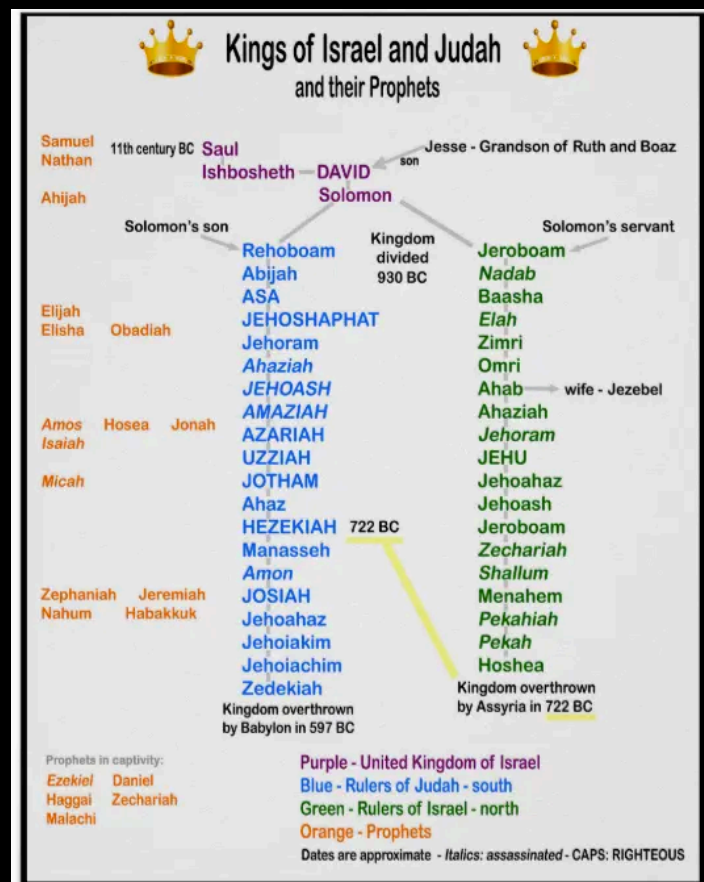 Kings of Israel and Judah
and their Prophets
Samuel
Nathan
11th century BC
Saul
Ishbosheth
DAVID
son
Jesse - Grandson of Ruth and Boaz
Ahijah
Solomon
Solomon's son
Kingdom
divided
930 BC
Solomon's servant
Rehoboam
Abijah
ASA
JEHOSHAPHAT
Jehoram
Ahaziah
JEHOASH
AMAZIAH
AZARIAH
UZZIAH
JOTHAM
Ahaz
HEZEKIAH 722 BC
Manasseh
Amon
JOSIAH
Jehoahaz
Jehoiakim
Jehoiachim
Zedekiah
Kingdom overthrown
by Babylon in 597 BC
Jeroboam
Nadab
Baasha
Elah
Zimri
Omri
Ahab wife - Jezebel
Ahaziah
Jehoram
JEHU
Jehoahaz
Jehoash
Jeroboam
Zechariah
Shallum
Menahem
Pekahiah
Pekah
Hoshea
Kingdom overthrown
by Assyria in 722 BC
Elijah
Elisha Obadiah
Amos Hosea Jonah
Isaiah
Micah
Zephaniah Jeremiah
Nahum Habakkuk
Prophets in captivity:
Ezekiel Daniel
Haggai Zechariah
Malachi
Purple - United Kingdom of Israel
Blue - Rulers of Judah - south
Green - Rulers of Israel - north
Orange - Prophets
Dates are approximate - Italics: assassinated - CAPS: RIGHTEOUS